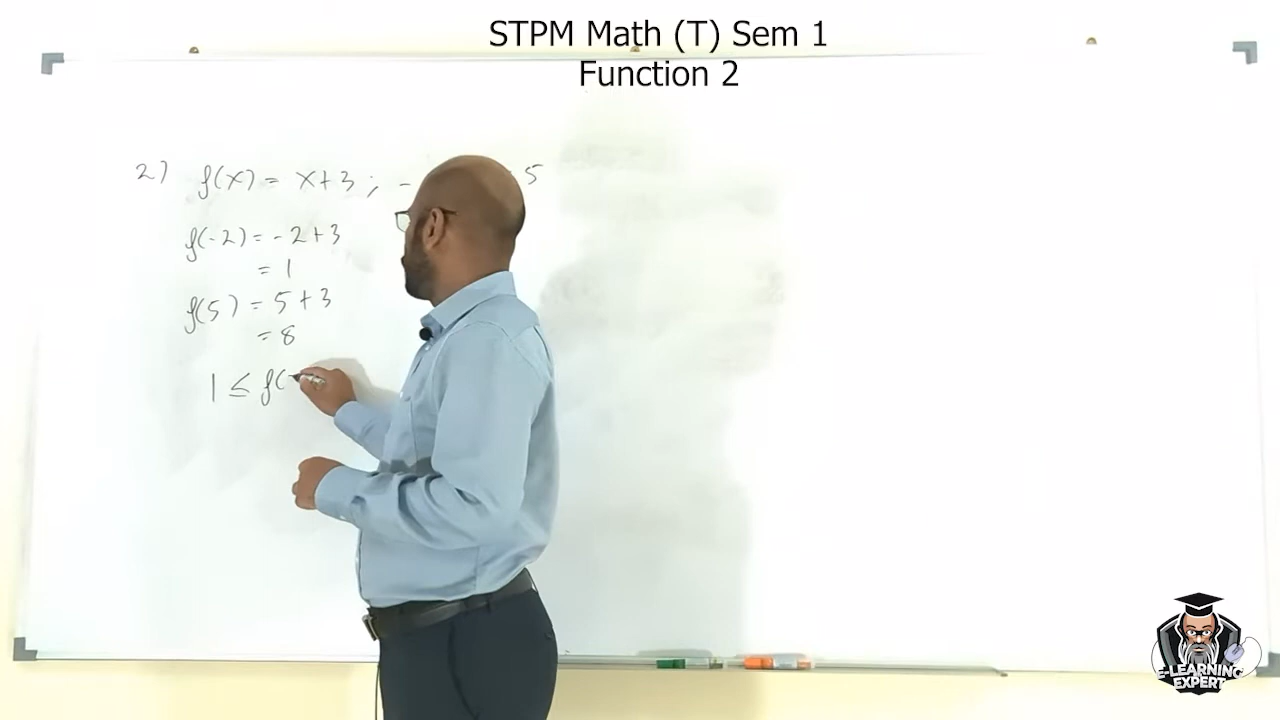 STPM Math (T) Sem 1
Function 2
2) f(x) = x+3 ; - 5
f(-2) = -2+3
= 1
f(5) = 5+3
= 8
1 ≤ f(
E-LEARNING
EXPERT